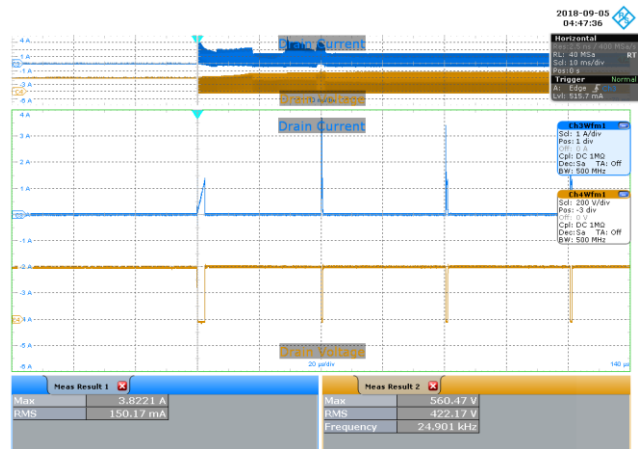 2018-09-05
04:47:36
Horizontal
RL: 40 MSa RT
Scl: 10 ms/div
Pos: 0 s
Trigger Normal
A: Edge
Lvl: 515.7 mA
4 A
Drain Current
-1 A
-3 A
-6 A
4 A
Drain Current
3 A
2 A
1 A
-1 A
-2 A
-4 A
-5 A
-6 A
Drain Voltage
20 µs/div
140 µs
Ch3Wfm1
Scl: 1 A/div
Pos: 1 div
Off: 0 A
Cpl: DC 1MΩ
Dec:Sa TA: Off
BW: 500 MHz
Ch4Wfm1
Scl: 200 V/div
Pos: -3 div
Off: 0 V
Cpl: DC 1MΩ
Dec:Sa TA: Off
BW: 500 MHz
Meas Result 1
Max 3.8221 A
RMS 150.17 mA
Meas Result 2
Max 560.47 V
RMS 422.17 V
Frequency 24.901 kHz